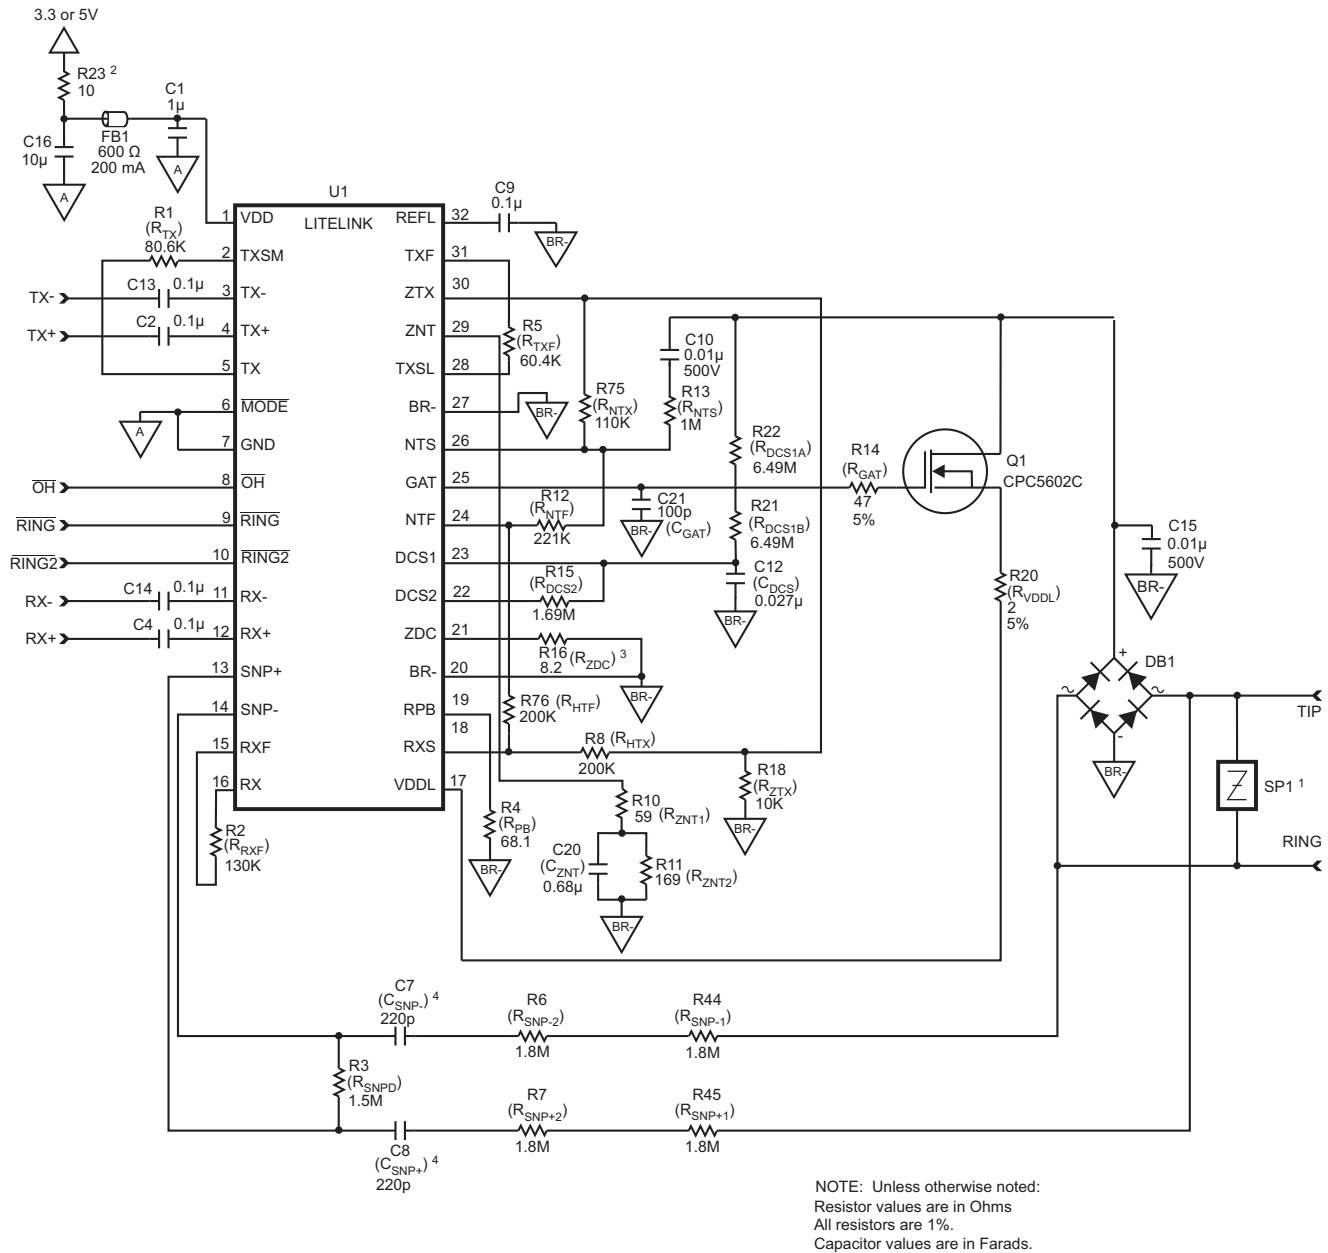 3.3 or 5V
R23 2
10
C1
1µ
C16
10µ
FB1
600 Ω
200 mA
A
A
U1
LITELINK
C9
0.1µ
BR-
R1
(RTX)
80.6K
1 VDD
2 TXSM
TX- C13 0.1µ 3 TX-
TX+ C2 0.1µ 4 TX+
5 TX
6 MODE
A
7 GND
OH 8 OH
RING 9 RING
RING2 10 RING2
RX- C14 0.1µ 11 RX-
RX+ C4 0.1µ 12 RX+
13 SNP+
14 SNP-
15 RXF
16 RX
R2
(RRXF)
130K
REFL 32
TXF 31
ZTX 30
ZNT 29
TXSL 28
BR- 27
NTS 26
GAT 25
NTF 24
DCS1 23
DCS2 22
ZDC 21
BR- 20
RPB 19
RXS 18
VDDL 17
R5
(RTXF)
60.4K
BR-
R75
(RNTX)
110K
C10
0.01µ
500V
R13
(RNTS)
1M
R22
(RDCS1A)
6.49M
R14
(RGAT)
47
5%
Q1
CPC5602C
R12
(RNTF)
221K
C21
100p
(CGAT)
BR-
R21
(RDCS1B)
6.49M
C15
0.01µ
500V
BR-
R15
(RDCS2)
1.69M
C12
(CDCS)
0.027µ
BR-
R20
(RVDDL)
2
5%
R16 (RZDC) 3
8.2
BR-
R76 (RHTF)
200K
R8 (RHTX)
200K
R18
(RZTX)
10K
BR-
+
DB1
~
~
-
BR-
TIP
SP1 1
RING
R4
(RPB)
68.1
BR-
R10
59 (RZNT1)
C20
(CZNT)
0.68µ
R11
169 (RZNT2)
BR-
C7
(CSNP-) 4
220p
R6
(RSNP-2)
1.8M
R44
(RSNP-1)
1.8M
R3
(RSNPD)
1.5M
R7
(RSNP+2)
1.8M
R45
(RSNP+1)
1.8M
C8
(CSNP+) 4
220p
NOTE: Unless otherwise noted:
Resistor values are in Ohms
All resistors are 1%.
Capacitor values are in Farads.